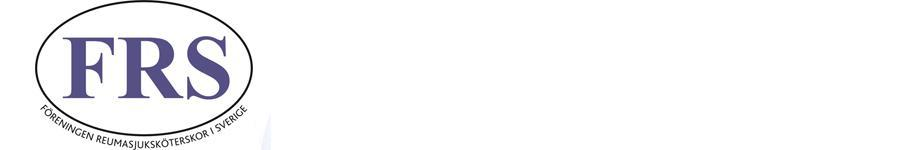 FRS
FÖRENINGEN REUMASJUKSKÖTERSKOR I SVERIGE